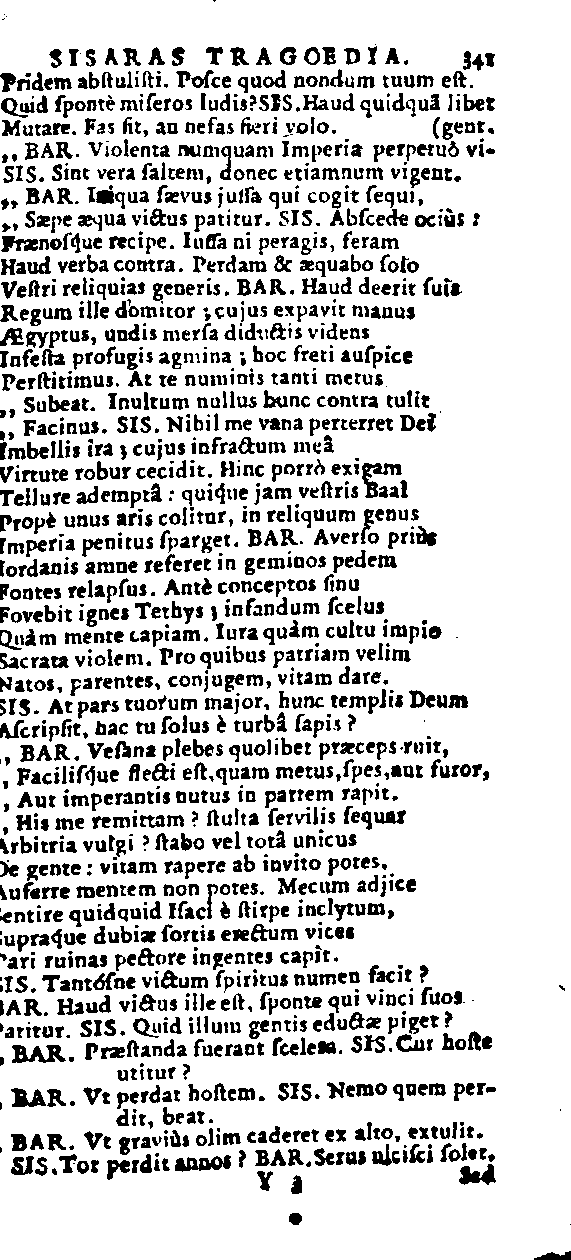 SISARAS TRAGOEDIA. 341
Pridem abſtuliſti. Poſce quod nondum tuum eſt.
Quid ſpontè miſeros ludis? SIS. Haud quidquã libet
Mutare. Fas ſit, an nefas fieri volo. (gent.
,, BAR. Violenta numquam Imperia perpetuò vi-
SIS. Sint vera ſaltem, donec etiamnum vigent.
,, BAR. Iniqua ſævus juſſa qui cogit ſequi,
,, Sæpe æqua victus patitur. SIS. Abſcede ociùs :
Frænoſque recipe. Iuſſa ni peragis, feram
Haud verba contra. Perdam & æquabo ſolo
Veſtri reliquias generis. BAR. Haud deerit ſuis
Regum ille domitor ; cujus expavit manus
Ægyptus, undis merſa diductis videns
Infeſta profugis agmina ; hoc freti auſpice
Perſtitimus. At te numinis tanti metus
,, Subeat. Inultum nullus hunc contra tulit
,, Facinus. SIS. Nihil me vana perterret Deî
Imbellis ira ; cujus infractum meâ
Virtute robur cecidit. Hinc porrò exigam
Tellure ademptâ : quique jam veſtris Baal
Propè unus aris colitur, in reliquum genus
Imperia penitus ſparget. BAR. Averſo priùs
Iordanis amne referet in geminos pedem
Fontes relapſus. Antè conceptos ſinu
Fovebit ignes Tethys ; infandum ſcelus
Quàm mente capiam. Iura quàm cultu impio
Sacrata violem. Pro quibus patriam velim
Natos, parentes, conjugem, vitam dare.
SIS. At pars tuorum major, hunc templis Deum
Aſcripſit, hac tu ſolus è turbâ ſapis ?
,, BAR. Veſana plebes quolibet præceps ruit,
, Faciliſque flecti eſt, quam metus, ſpes, aut furor,
, Aut imperantis nutus in partem rapit.
, His me remittam ? ſtulta ſervilis ſequar
Arbitria vulgi ? ſtabo vel totâ unicus
De gente : vitam rapere ab invito potes,
Auferre mentem non potes. Mecum adjice
Sentire quidquid Iſaci è ſtirpe inclytum,
Supraque dubiæ ſortis erectum vices
Pari ruinas pectore ingentes capit.
SIS. Tantóſne victum ſpiritus numen facit ?
BAR. Haud victus ille eſt, ſponte qui vinci ſuos
Patitur. SIS. Quid illum gentis eductæ piget ?
, BAR. Præſtanda fuerant ſcelera. SIS. Cur hoſte
utitur ?
, BAR. Vt perdat hoſtem. SIS. Nemo quem per-
dit, beat.
, BAR. Vt graviùs olim caderet ex alto, extulit.
SIS. Tot perdit annos ? BAR. Serus ulciſci ſolet.
Y 3 Sed